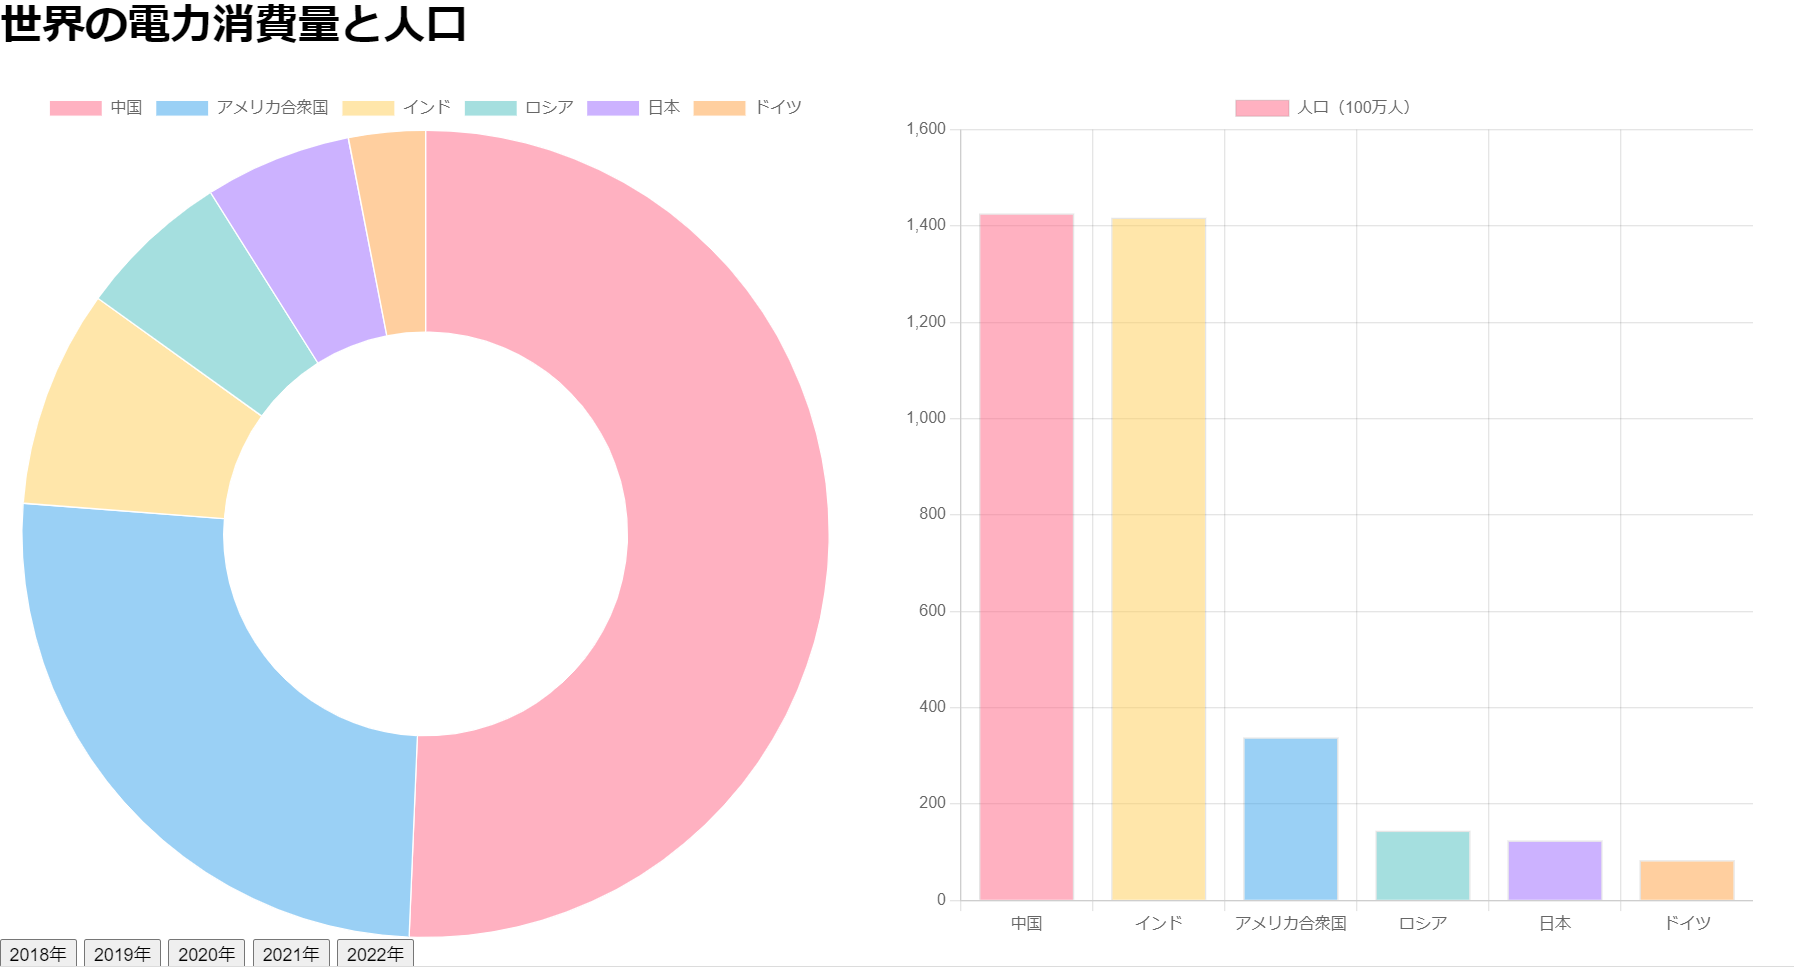 世界の電力消費量と人口
中国 アメリカ合衆国 インド ロシア 日本 ドイツ
人口（100万人）
1,600
1,400
1,200
1,000
800
600
400
200
0
中国 インド アメリカ合衆国 ロシア 日本 ドイツ
2018年 2019年 2020年 2021年 2022年